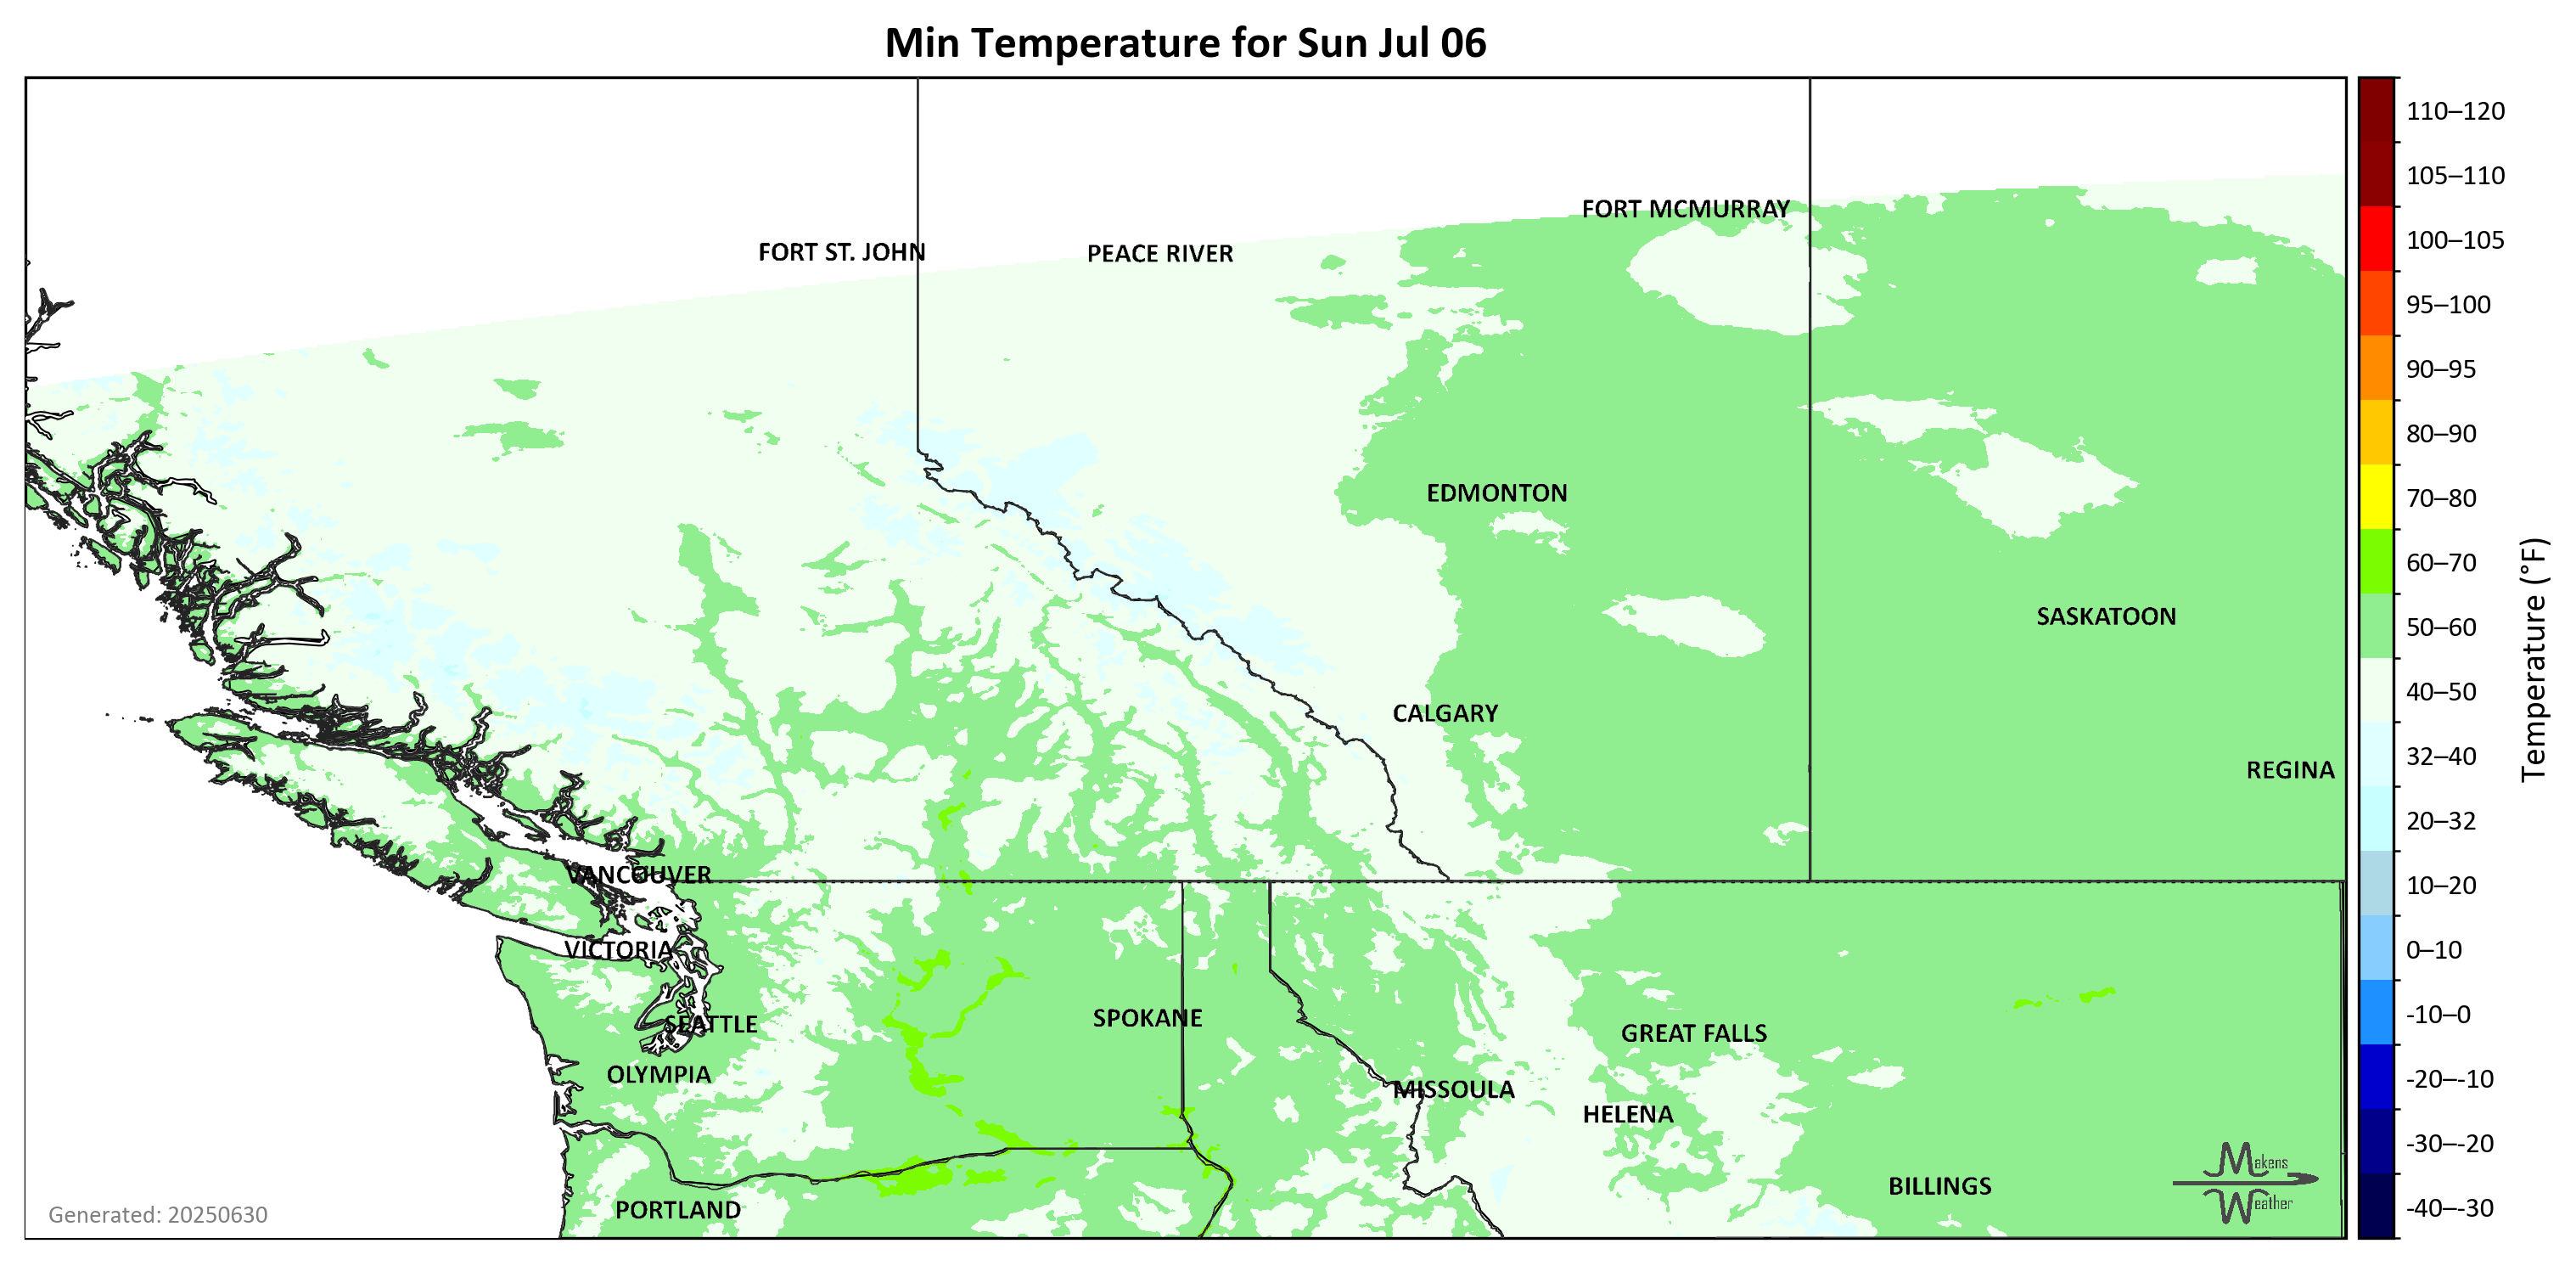 Min Temperature for Sun Jul 06
110–120
105–110
100–105
95–100
90–95
80–90
70–80
60–70
50–60
40–50
32–40
20–32
10–20
0–10
-10–0
-20–-10
-30–-20
-40–-30
Temperature (°F)
FORT MCMURRAY
FORT ST. JOHN
PEACE RIVER
EDMONTON
SASKATOON
CALGARY
REGINA
VANCOUVER
VICTORIA
SPOKANE
SEATTLE
GREAT FALLS
OLYMPIA
MISSOULA
HELENA
BILLINGS
PORTLAND
Makens
Weather
Generated: 20250630